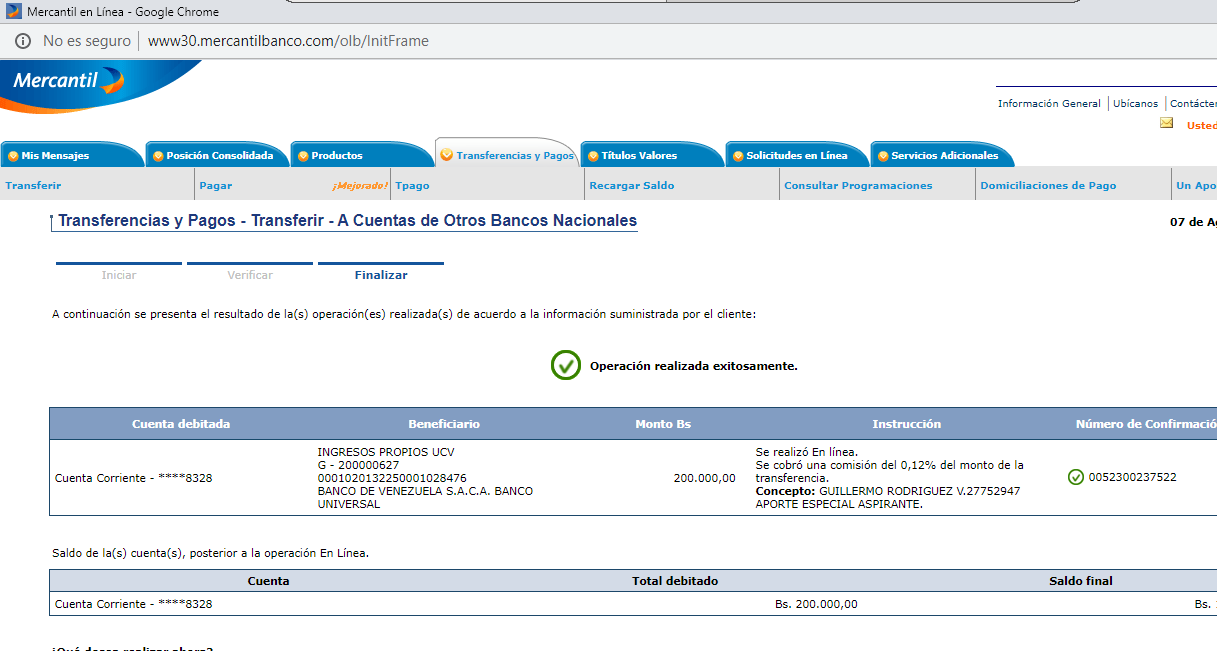 Mercantil en Línea - Google Chrome
No es seguro www30.mercantilbanco.com/olb/InitFrame
Mercantil
Información General Ubícanos Contácte
Usted
Mis Mensajes Posición Consolidada Productos Transferencias y Pagos Títulos Valores Solicitudes en Línea Servicios Adicionales
Transferir Pagar ¡Mejorado! Tpago Recargar Saldo Consultar Programaciones Domiciliaciones de Pago Un Apo
Transferencias y Pagos - Transferir - A Cuentas de Otros Bancos Nacionales
07 de A
Iniciar Verificar Finalizar
A continuación se presenta el resultado de la(s) operación(es) realizada(s) de acuerdo a la información suministrada por el cliente:
Operación realizada exitosamente.
Cuenta debitada Beneficiario Monto Bs Instrucción Número de Confirmació
Cuenta Corriente - ****8328
INGRESOS PROPIOS UCV
G - 200000627
0001020132250001028476
BANCO DE VENEZUELA S.A.C.A. BANCO
UNIVERSAL
200.000,00
Se realizó En línea.
Se cobró una comisión del 0,12% del monto de la
transferencia.
Concepto: GUILLERMO RODRIGUEZ V.27752947
APORTE ESPECIAL ASPIRANTE.
0052300237522
Saldo de la(s) cuenta(s), posterior a la operación En Línea.
Cuenta Total debitado Saldo final
Cuenta Corriente - ****8328 Bs. 200.000,00 Bs.
¿Qué desea realizar ahora?